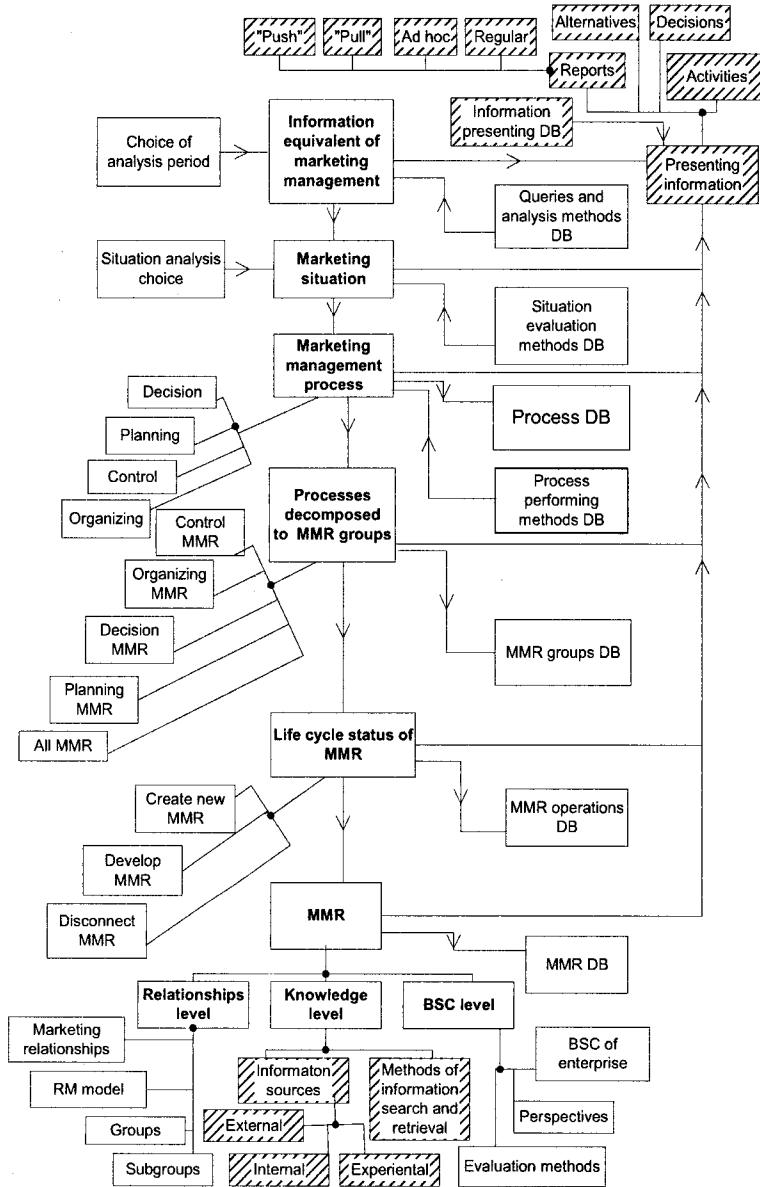 "Push"
"Pull"
Ad hoc
Regular
Alternatives
Decisions
Reports
Activities
Information
presenting DB
Presenting
information
Choice of
analysis period
Information
equivalent of
marketing
management
Queries and
analysis methods
DB
Situation analysis
choice
Marketing
situation
Situation
evaluation
methods DB
Marketing
management
process
Process DB
Decision
Planning
Control
Organizing
Process
performing
methods DB
Processes
decomposed
to MMR groups
Control
MMR
Organizing
MMR
Decision
MMR
Planning
MMR
All MMR
MMR groups DB
Life cycle status of
MMR
MMR operations
DB
Create new
MMR
Develop
MMR
Disconnect
MMR
MMR
MMR DB
Relationships
level
Knowledge
level
BSC level
Marketing
relationships
RM model
Groups
Subgroups
Informaton
sources
Methods of
information
search and
retrieval
External
Internal
Experiental
BSC of
enterprise
Perspectives
Evaluation methods